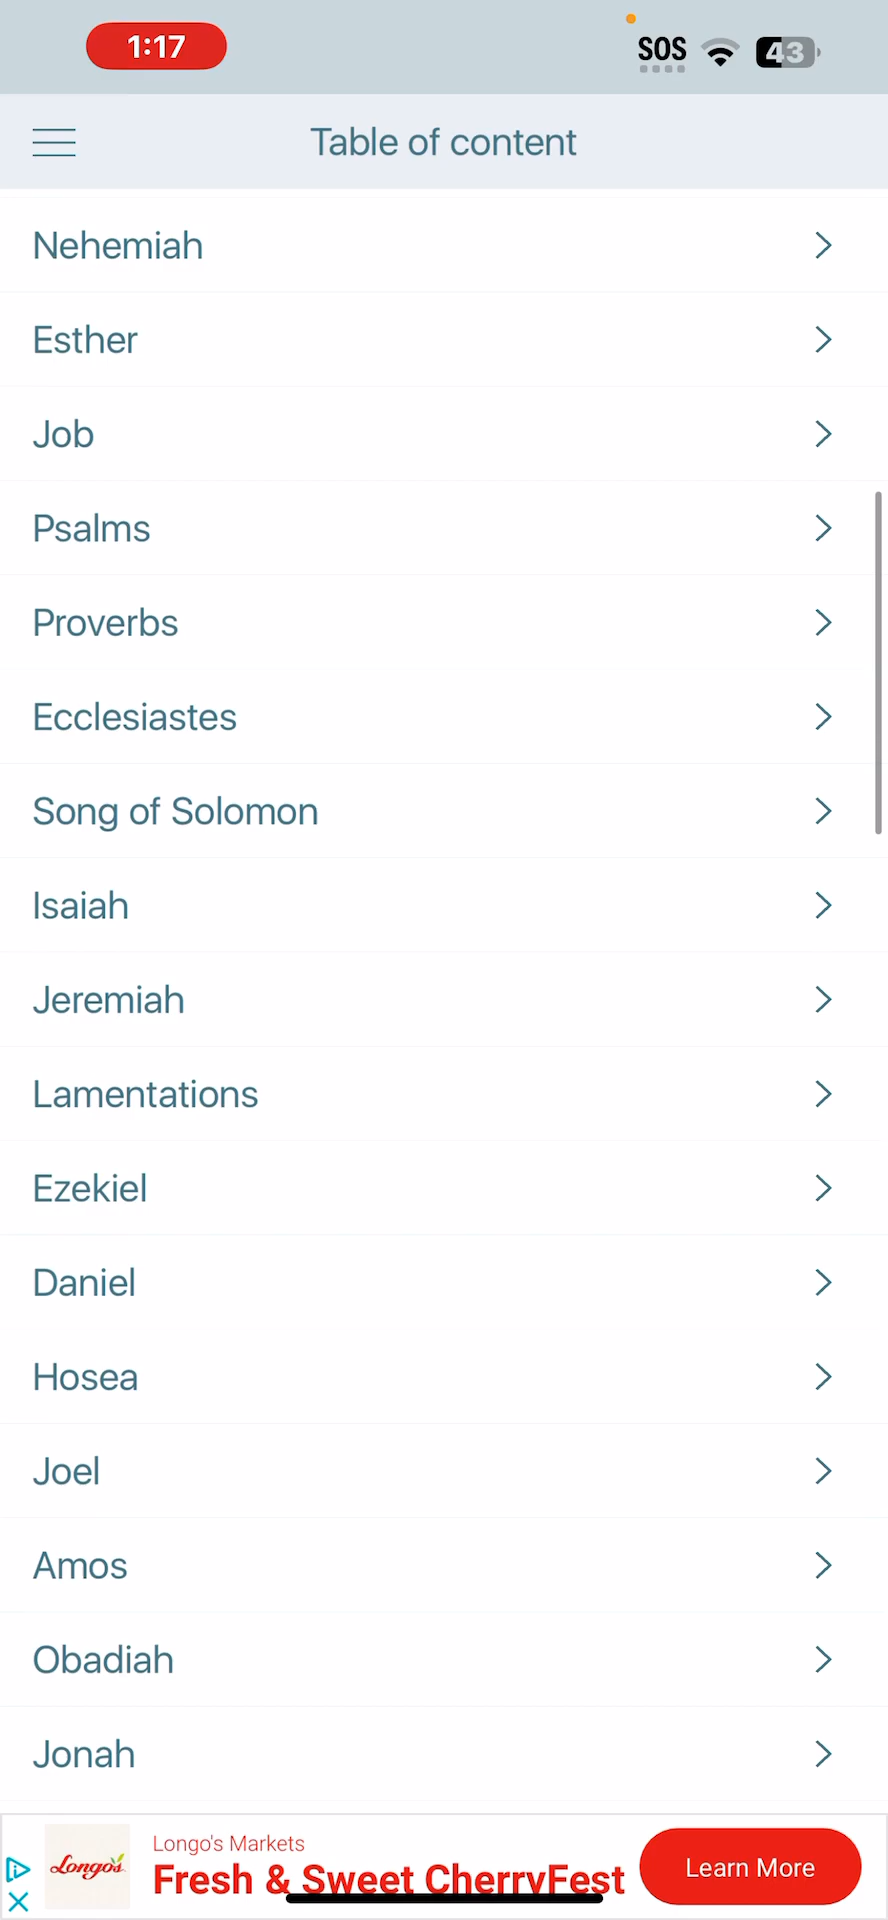 1:17
SOS
43
Table of content
Nehemiah
Esther
Job
Psalms
Proverbs
Ecclesiastes
Song of Solomon
Isaiah
Jeremiah
Lamentations
Ezekiel
Daniel
Hosea
Joel
Amos
Obadiah
Jonah
Longo's
Longo's Markets
Fresh & Sweet CherryFest
Learn More